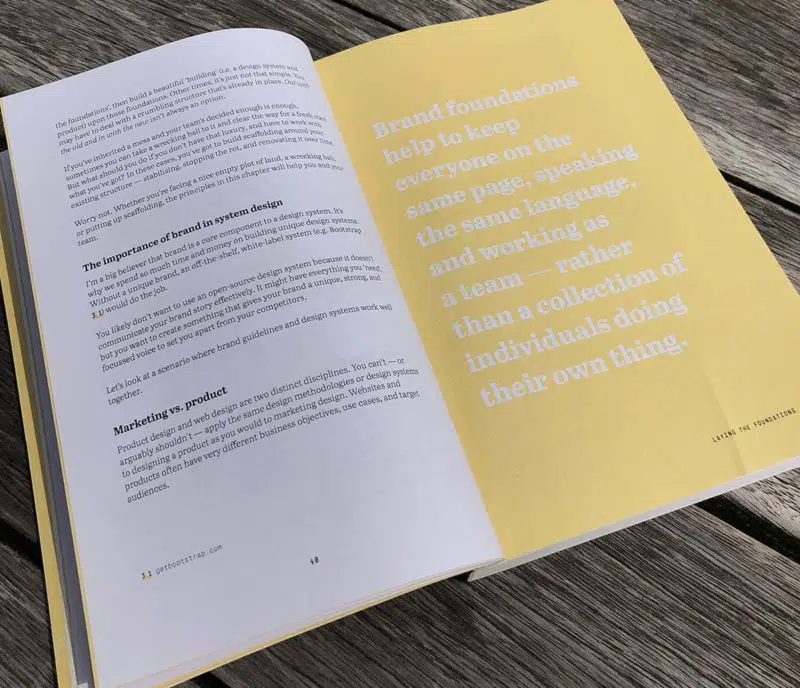 the foundations', then build a beautiful 'building' (i.e. a design system and
product) upon those foundations. Other times, it's just not that simple. You
may have to deal with a crumbling structure that's already in place. Out with
the old and in with the new isn't always an option.
If you've inherited a mess and your team's decided enough is enough,
sometimes you can take a wrecking ball to it and clear the way for a fresh start.
But what should you do if you don't have that luxury, and have to work with
what you've got? In these cases, you've got to build scaffolding around your
existing structure — stabilising, stopping the rot, and renovating it over time.
Worry not. Whether you're facing a nice empty plot of land, a wrecking ball,
or putting up scaffolding, the principles in this chapter will help you and your
team.
The importance of brand in system design
I'm a big believer that brand is a core component to a design system. It's
why we spend so much time and money on building unique design systems.
Without a unique brand, an off-the-shelf, white-label system (e.g. Bootstrap
3.1) would do the job.
You likely don't want to use an open-source design system because it doesn't
communicate your brand story effectively. It might have everything you 'need',
but you want to create something that gives your brand a unique, strong, and
focussed voice to set you apart from your competitors.
Let's look at a scenario where brand guidelines and design systems work well
together.
Marketing vs. product
Product design and web design are two distinct disciplines. You can't — or
arguably shouldn't — apply the same design methodologies or design systems
to designing a product as you would to marketing design. Websites and
products often have very different business objectives, use cases, and target
audiences.
3.1 getbootstrap.com
48
Brand foundations
help to keep
everyone on the
same page, speaking
the same language,
and working as
a team — rather
than a collection of
individuals doing
their own thing.
LAYING THE FOUNDATIONS